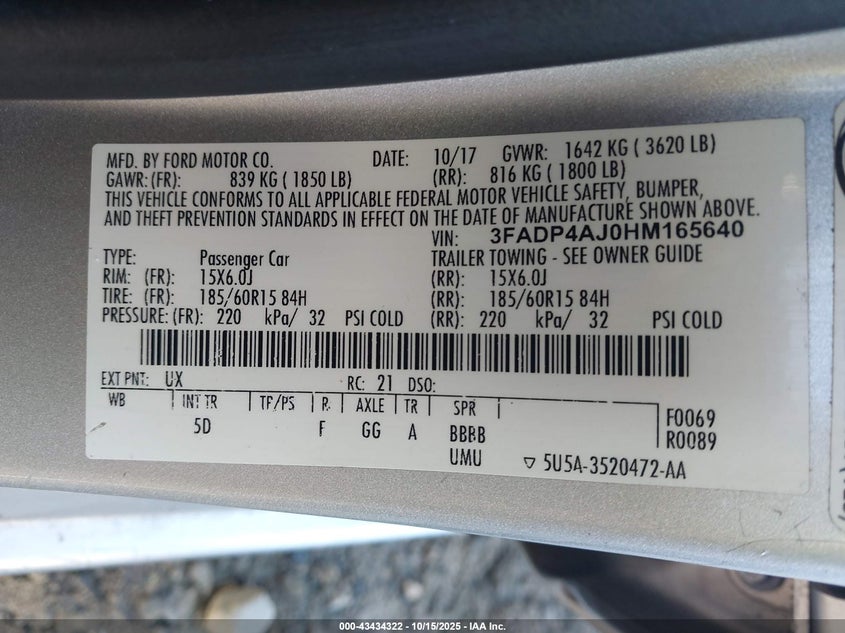 MFD. BY FORD MOTOR CO. DATE: 10/17 GVWR: 1642 KG ( 3620 LB)
GAWR: (FR): 839 KG ( 1850 LB) (RR): 816 KG ( 1800 LB)
THIS VEHICLE CONFORMS TO ALL APPLICABLE FEDERAL MOTOR VEHICLE SAFETY, BUMPER,
AND THEFT PREVENTION STANDARDS IN EFFECT ON THE DATE OF MANUFACTURE SHOWN ABOVE.
VIN: 3FADP4AJ0HM165640
TYPE: Passenger Car TRAILER TOWING - SEE OWNER GUIDE
RIM: (FR): 15X6.0J (RR): 15X6.0J
TIRE: (FR): 185/60R15 84H (RR): 185/60R15 84H
PRESSURE: (FR): 220 kPa/ 32 PSI COLD (RR): 220 kPa/ 32 PSI COLD
EXT PNT: UX RC: 21 DSO:
WB INT TR TP/PS R AXLE TR SPR F0069
5D F GG A BBBB R0089
UMU ▽ 5U5A-3520472-AA
000-43434322 | 10/15/2025 - IAA Inc.